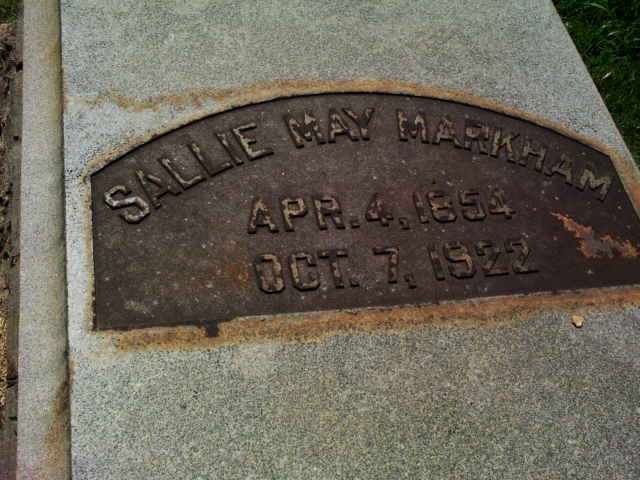 SALLIE MAY MARKHAM
APR. 4, 1854
OCT. 7, 1922